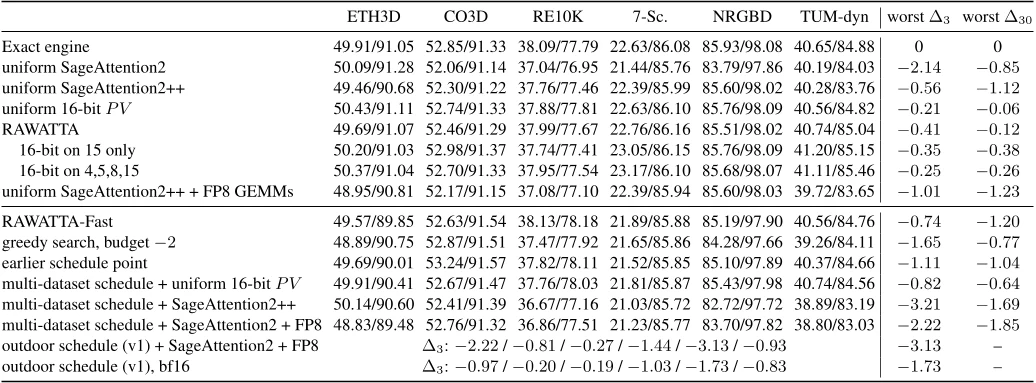 ETH3D CO3D RE10K 7-Sc. NRGBD TUM-dyn worst Δ3 worst Δ30
Exact engine 49.91/91.05 52.85/91.33 38.09/77.79 22.63/86.08 85.93/98.08 40.65/84.88 0 0
uniform SageAttention2 50.09/91.28 52.06/91.14 37.04/76.95 21.44/85.76 83.79/97.86 40.19/84.03 −2.14 −0.85
uniform SageAttention2++ 49.46/90.68 52.30/91.22 37.76/77.46 22.39/85.99 85.60/98.02 40.28/83.76 −0.56 −1.12
uniform 16-bit PV 50.43/91.11 52.74/91.33 37.88/77.81 22.63/86.10 85.76/98.09 40.56/84.82 −0.21 −0.06
RAWATTA 49.69/91.07 52.46/91.29 37.99/77.67 22.76/86.16 85.51/98.02 40.74/85.04 −0.41 −0.12
16-bit on 15 only 50.20/91.03 52.98/91.37 37.74/77.41 23.05/86.15 85.76/98.09 41.20/85.15 −0.35 −0.38
16-bit on 4,5,8,15 50.37/91.04 52.70/91.33 37.95/77.54 23.17/86.10 85.68/98.07 41.11/85.46 −0.25 −0.26
uniform SageAttention2++ + FP8 GEMMs 48.95/90.81 52.17/91.15 37.08/77.10 22.39/85.94 85.60/98.03 39.72/83.65 −1.01 −1.23
RAWATTA-Fast 49.57/89.85 52.63/91.54 38.13/78.18 21.89/85.88 85.19/97.90 40.56/84.76 −0.74 −1.20
greedy search, budget −2 48.89/90.75 52.87/91.51 37.47/77.92 21.65/85.86 84.28/97.66 39.26/84.11 −1.65 −0.77
earlier schedule point 49.69/90.01 53.24/91.57 37.82/78.11 21.52/85.85 85.10/97.89 40.37/84.66 −1.11 −1.04
multi-dataset schedule + uniform 16-bit PV 49.91/90.41 52.67/91.47 37.76/78.03 21.81/85.87 85.43/97.98 40.74/84.56 −0.82 −0.64
multi-dataset schedule + SageAttention2++ 50.14/90.60 52.41/91.39 36.67/77.16 21.03/85.72 82.72/97.72 38.89/83.19 −3.21 −1.69
multi-dataset schedule + SageAttention2 + FP8 48.83/89.48 52.76/91.32 36.86/77.51 21.23/85.77 83.70/97.82 38.80/83.03 −2.22 −1.85
outdoor schedule (v1) + SageAttention2 + FP8 Δ3: −2.22 / −0.81 / −0.27 / −1.44 / −3.13 / −0.93 −3.13 –
outdoor schedule (v1), bf16 Δ3: −0.97 / −0.20 / −0.19 / −1.03 / −1.73 / −0.83 −1.73 –